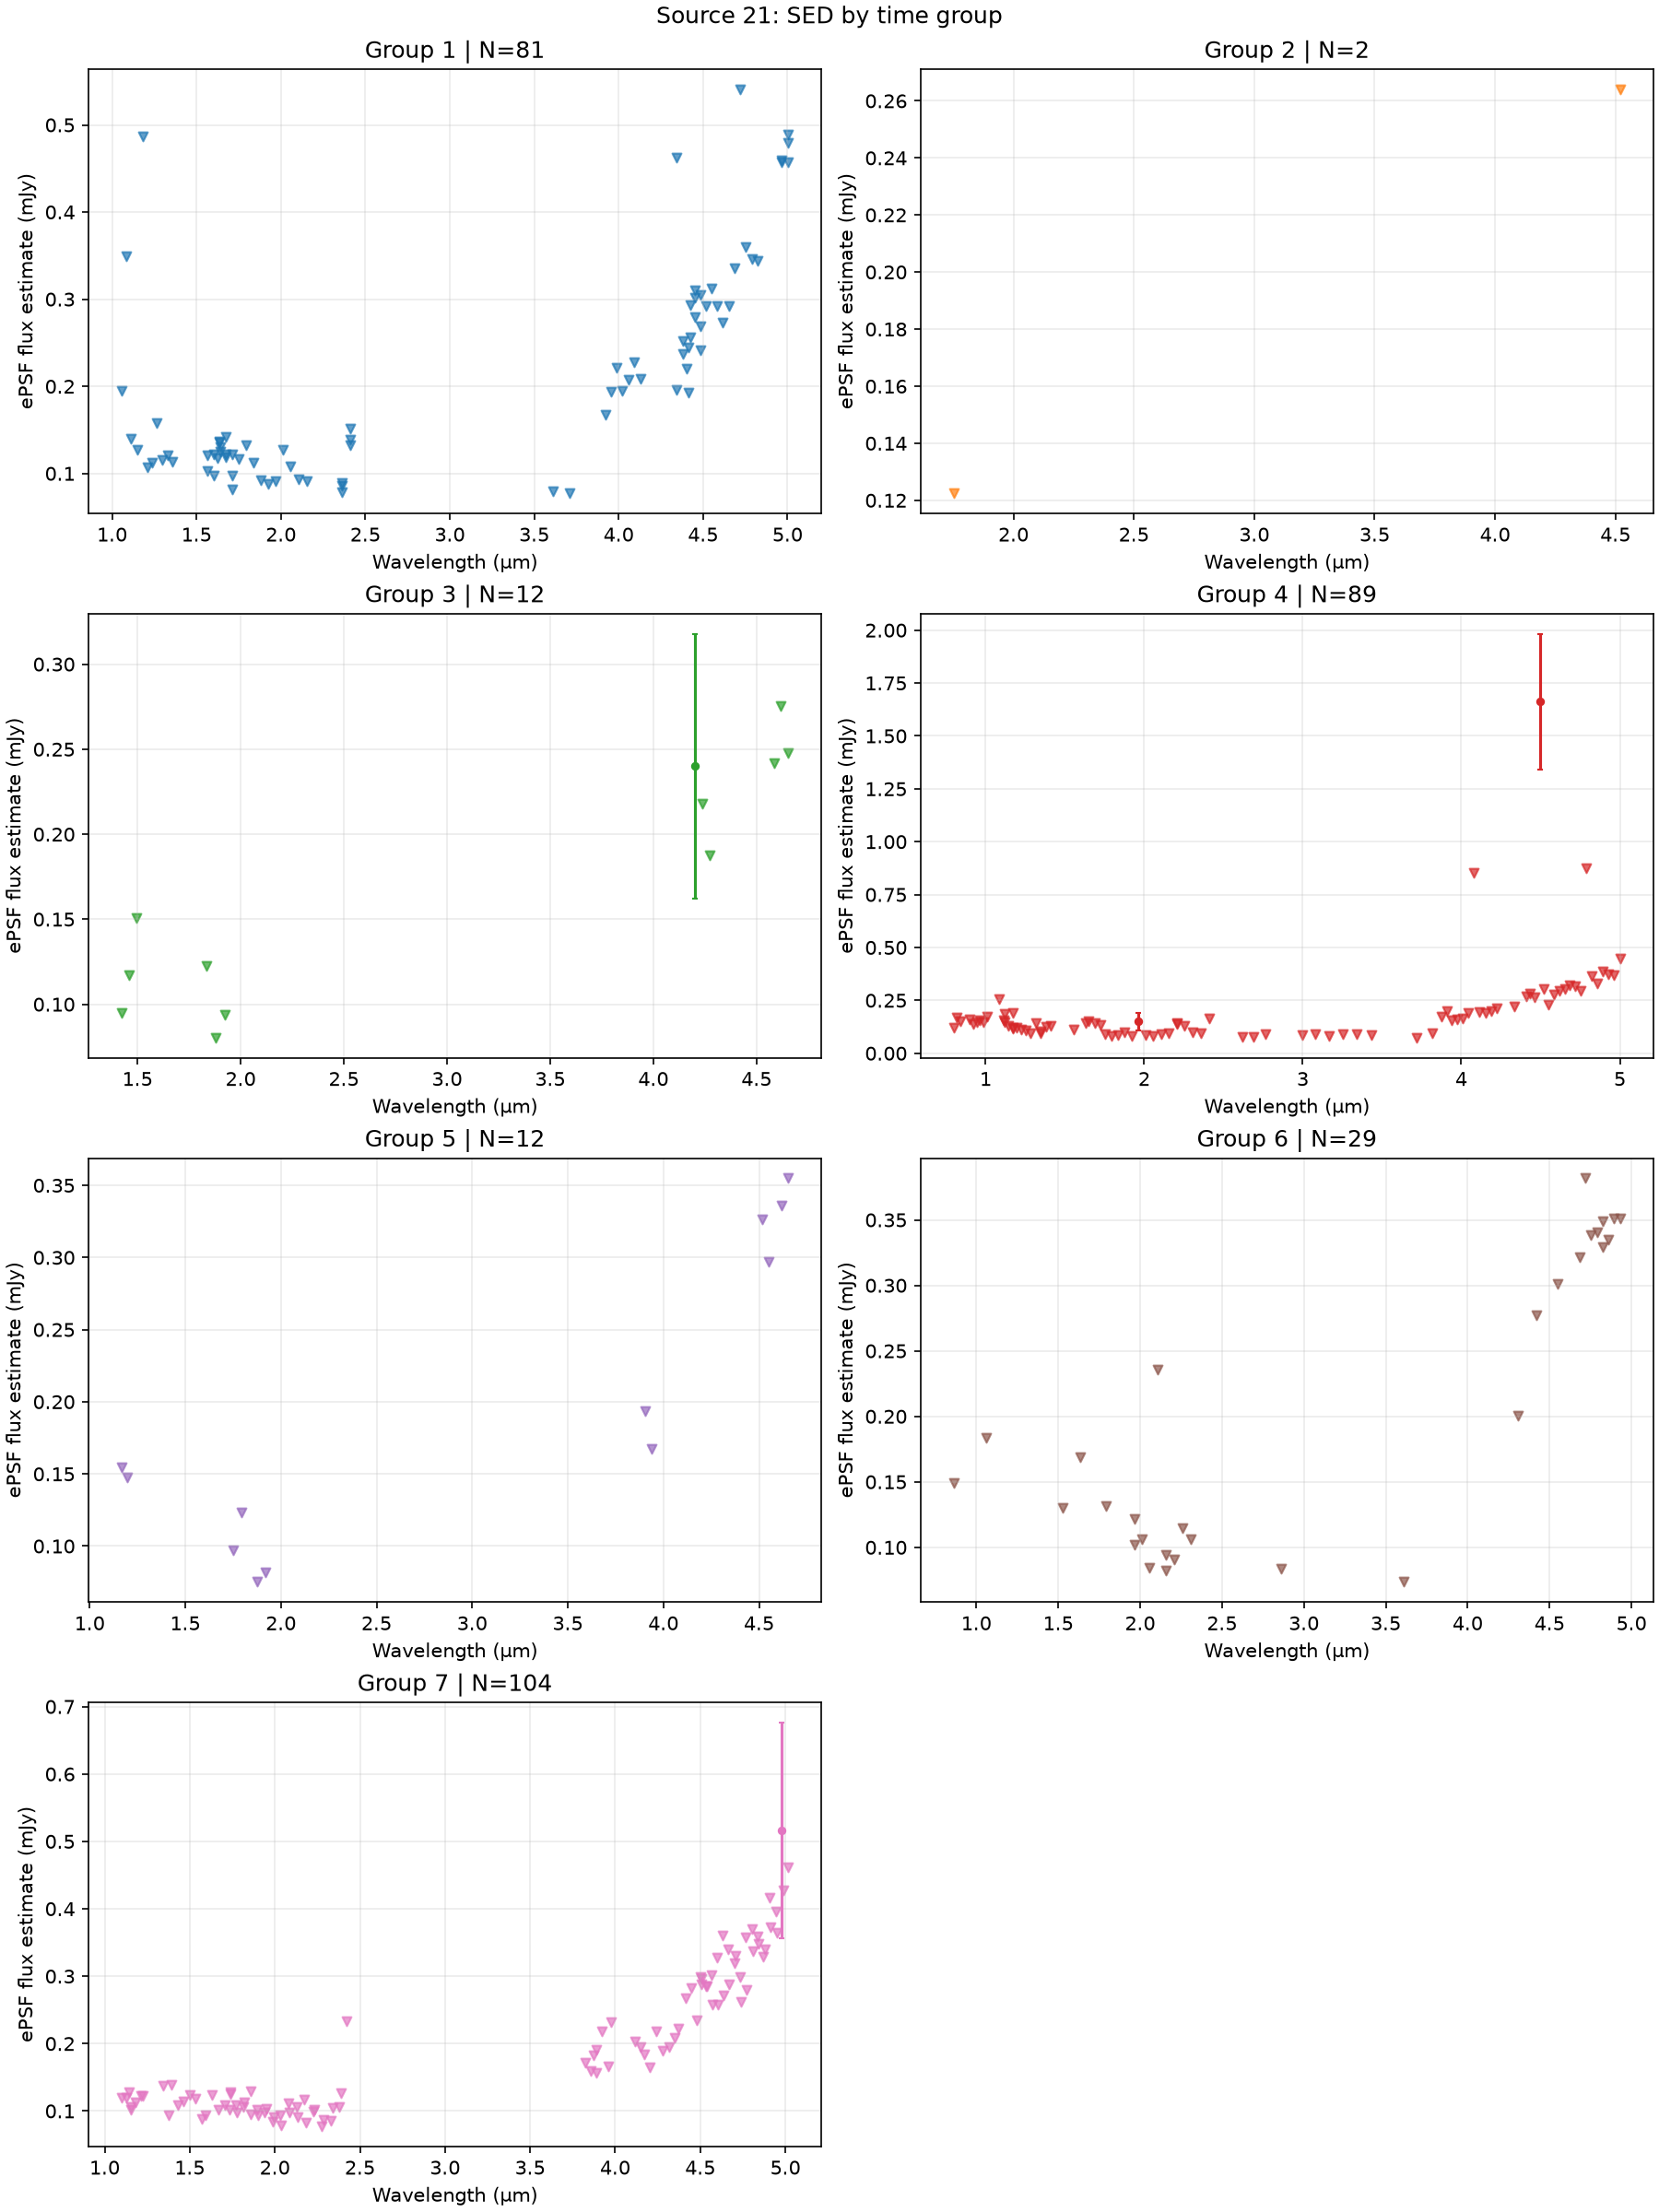 Source 21: SED by time group
Group 1 | N=81
0.5
0.4
0.3
0.2
0.1
ePSF flux estimate (mJy)
1.0 1.5 2.0 2.5 3.0 3.5 4.0 4.5 5.0
Wavelength (µm)
Group 2 | N=2
0.26
0.24
0.22
0.20
0.18
0.16
0.14
0.12
ePSF flux estimate (mJy)
2.0 2.5 3.0 3.5 4.0 4.5
Wavelength (µm)
Group 3 | N=12
0.30
0.25
0.20
0.15
0.10
ePSF flux estimate (mJy)
1.5 2.0 2.5 3.0 3.5 4.0 4.5
Wavelength (µm)
Group 4 | N=89
2.00
1.75
1.50
1.25
1.00
0.75
0.50
0.25
0.00
ePSF flux estimate (mJy)
1 2 3 4 5
Wavelength (µm)
Group 5 | N=12
0.35
0.30
0.25
0.20
0.15
0.10
ePSF flux estimate (mJy)
1.0 1.5 2.0 2.5 3.0 3.5 4.0 4.5
Wavelength (µm)
Group 6 | N=29
0.35
0.30
0.25
0.20
0.15
0.10
ePSF flux estimate (mJy)
1.0 1.5 2.0 2.5 3.0 3.5 4.0 4.5 5.0
Wavelength (µm)
Group 7 | N=104
0.7
0.6
0.5
0.4
0.3
0.2
0.1
ePSF flux estimate (mJy)
1.0 1.5 2.0 2.5 3.0 3.5 4.0 4.5 5.0
Wavelength (µm)